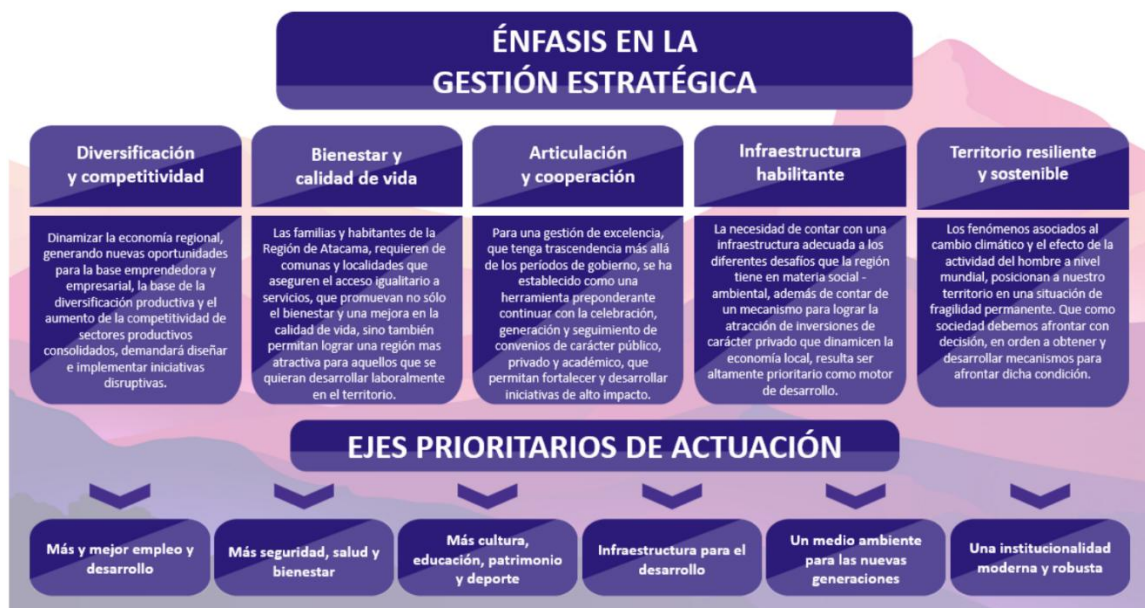 ÉNFASIS EN LA
GESTIÓN ESTRATÉGICA
Diversificación
y competitividad
Dinamizar la economía regional,
generando nuevas oportunidades
para la base emprendedora y
empresarial, la base de la
diversificación productiva y el
aumento de la competitividad de
sectores productivos
consolidados, demandará diseñar
e implementar iniciativas
disruptivas.
Bienestar y
calidad de vida
Las familias y habitantes de la
Región de Atacama, requieren de
comunas y localidades que
aseguren el acceso igualitario a
servicios, que promuevan no sólo
el bienestar y una mejora en la
calidad de vida, sino también
permitan lograr una región mas
atractiva para aquellos que se
quieran desarrollar laboralmente
en el territorio.
Articulación
y cooperación
Para una gestión de excelencia,
que tenga trascendencia más allá
de los períodos de gobierno, se ha
establecido como una
herramienta preponderante
continuar con la celebración,
generación y seguimiento de
convenios de carácter público,
privado y académico, que
permitan fortalecer y desarrollar
iniciativas de alto impacto.
Infraestructura
habilitante
La necesidad de contar con una
infraestructura adecuada a los
diferentes desafíos que la región
tiene en materia social -
ambiental, además de contar de
un mecanismo para lograr la
atracción de inversiones de
carácter privado que dinamicen la
economía local, resulta ser
altamente prioritario como motor
de desarrollo.
Territorio resiliente
y sostenible
Los fenómenos asociados al
cambio climático y el efecto de la
actividad del hombre a nivel
mundial, posicionan a nuestro
territorio en una situación de
fragilidad permanente. Que como
sociedad debemos afrontar con
decisión, en orden a obtener y
desarrollar mecanismos para
afrontar dicha condición.
EJES PRIORITARIOS DE ACTUACIÓN
Más y mejor empleo y
desarrollo
Más seguridad, salud y
bienestar
Más cultura,
educación, patrimonio
y deporte
Infraestructura para el
desarrollo
Un medio ambiente
para las nuevas
generaciones
Una institucionalidad
moderna y robusta